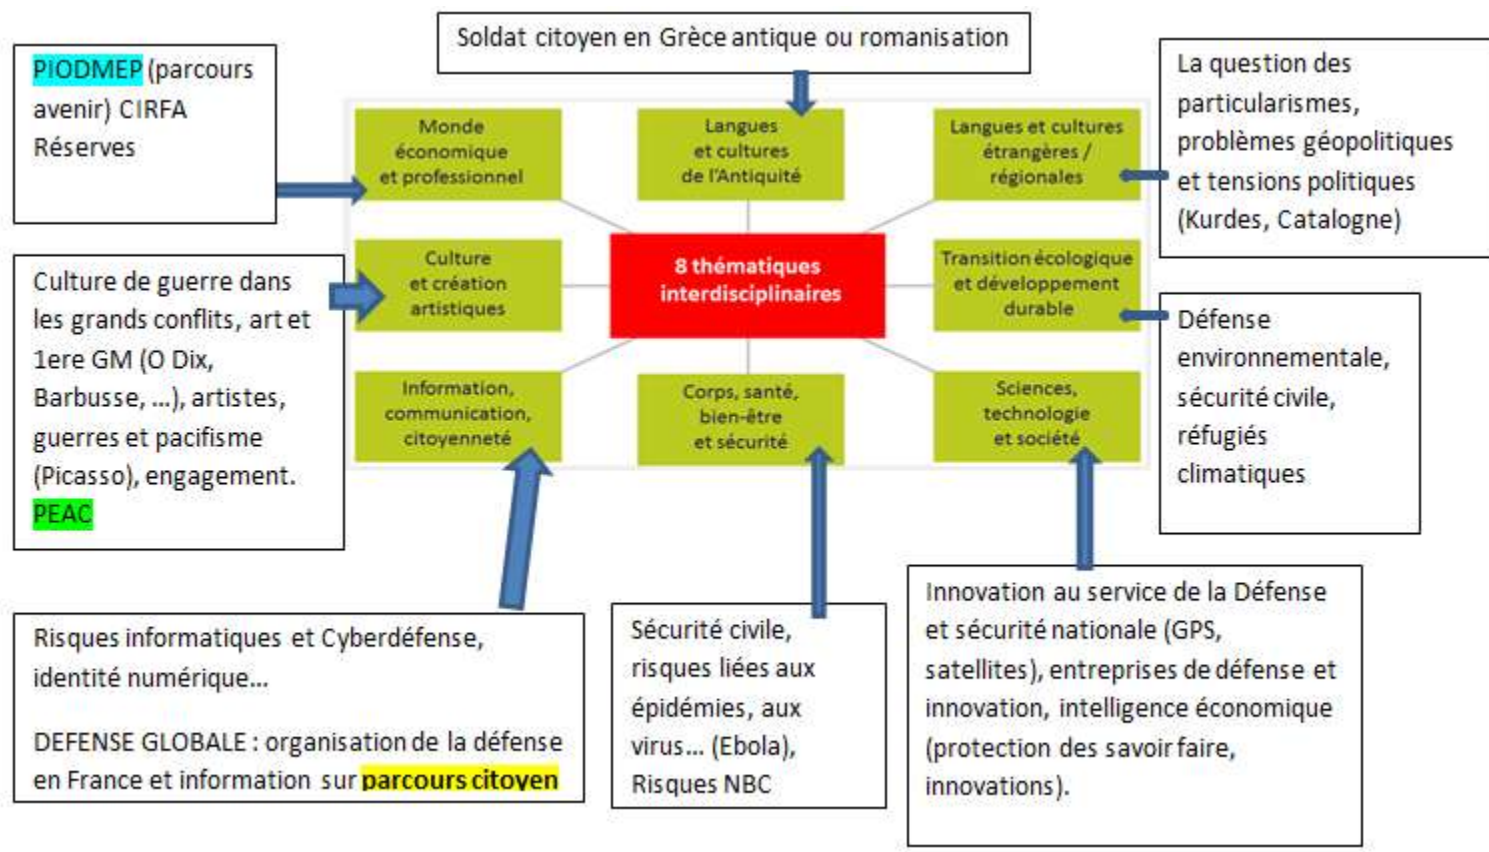 Soldat citoyen en Grèce antique ou romanisation
PIODMEP (parcours
avenir) CIRFA
Réserves
La question des
particularismes,
problèmes géopolitiques
et tensions politiques
(Kurdes, Catalogne)
Monde
économique
et professionnel
Langues
et cultures
de l'Antiquité
Langues et cultures
étrangères /
régionales
Culture de guerre dans
les grands conflits, art et
1ere GM (O Dix,
Barbusse, ...), artistes,
guerres et pacifisme
(Picasso), engagement.
PEAC
Culture
et création
artistiques
8 thématiques
interdisciplinaires
Transition écologique
et développement
durable
Défense
environnementale,
sécurité civile,
réfugiés
climatiques
Information,
communication,
citoyenneté
Corps, santé,
bien-être
et sécurité
Sciences,
technologie
et société
Risques informatiques et Cyberdéfense,
identité numérique...
DEFENSE GLOBALE : organisation de la défense
en France et information sur parcours citoyen
Sécurité civile,
risques liées aux
épidémies, aux
virus... (Ebola),
Risques NBC
Innovation au service de la Défense
et sécurité nationale (GPS,
satellites), entreprises de défense et
innovation, intelligence économique
(protection des savoir faire,
innovations).